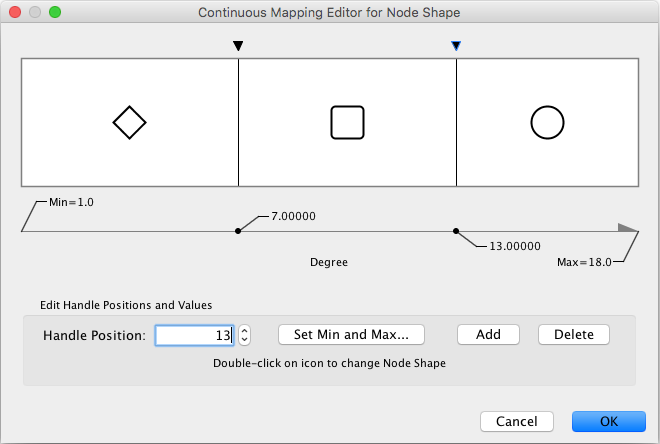 Continuous Mapping Editor for Node Shape
Min=1.0
7.00000
13.00000
Degree
Max=18.0
Edit Handle Positions and Values
Handle Position: 13 Set Min and Max... Add Delete
Double-click on icon to change Node Shape
Cancel OK